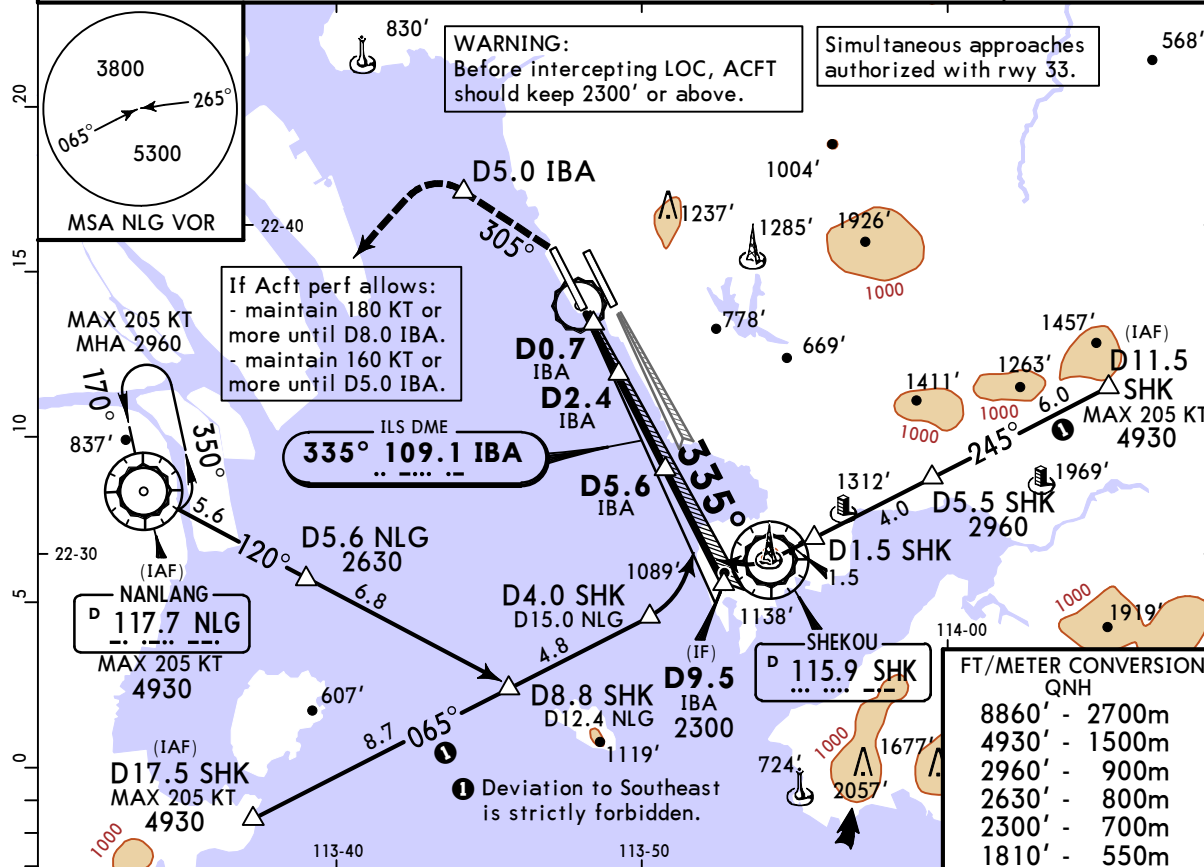 3800
065°
265°
5300
MSA NLG VOR
830'
WARNING:
Before intercepting LOC, ACFT
should keep 2300' or above.
Simultaneous approaches
authorized with rwy 33.
568'
20
15
10
5
0
22-40
22-30
D5.0 IBA
305°
1004'
1237'
1285'
1926'
1000
If Acft perf allows:
- maintain 180 KT or
more until D8.0 IBA.
- maintain 160 KT or
more until D5.0 IBA.
MAX 205 KT
MHA 2960
170°
350°
837'
D0.7
IBA
D2.4
IBA
778'
669'
1457'
(IAF)
D11.5
SHK
MAX 205 KT
4930
1263'
1000
1411'
1000
6.0
1
245°
ILS DME
335° 109.1 IBA
335°
D5.6
IBA
1312'
4.0
D5.5 SHK
2960
L
L
1969'
D1.5 SHK
1.5
5.6
120°
D5.6 NLG
2630
6.8
(IAF)
NANLANG
D 117.7 NLG
MAX 205 KT
4930
1089'
D4.0 SHK
D15.0 NLG
4.8
1138'
(IF)
D9.5
IBA
2300
SHEKOU
D 115.9 SHK
114-00
1000
1919'
607'
D8.8 SHK
D12.4 NLG
1119'
065°
8.7
1
(IAF)
D17.5 SHK
MAX 205 KT
4930
1 Deviation to Southeast
is strictly forbidden.
724'
1000
2057'
1677'
1000
113-40
113-50
FT/METER CONVERSION
QNH
8860' - 2700m
4930' - 1500m
2960' - 900m
2630' - 800m
2300' - 700m
1810' - 550m